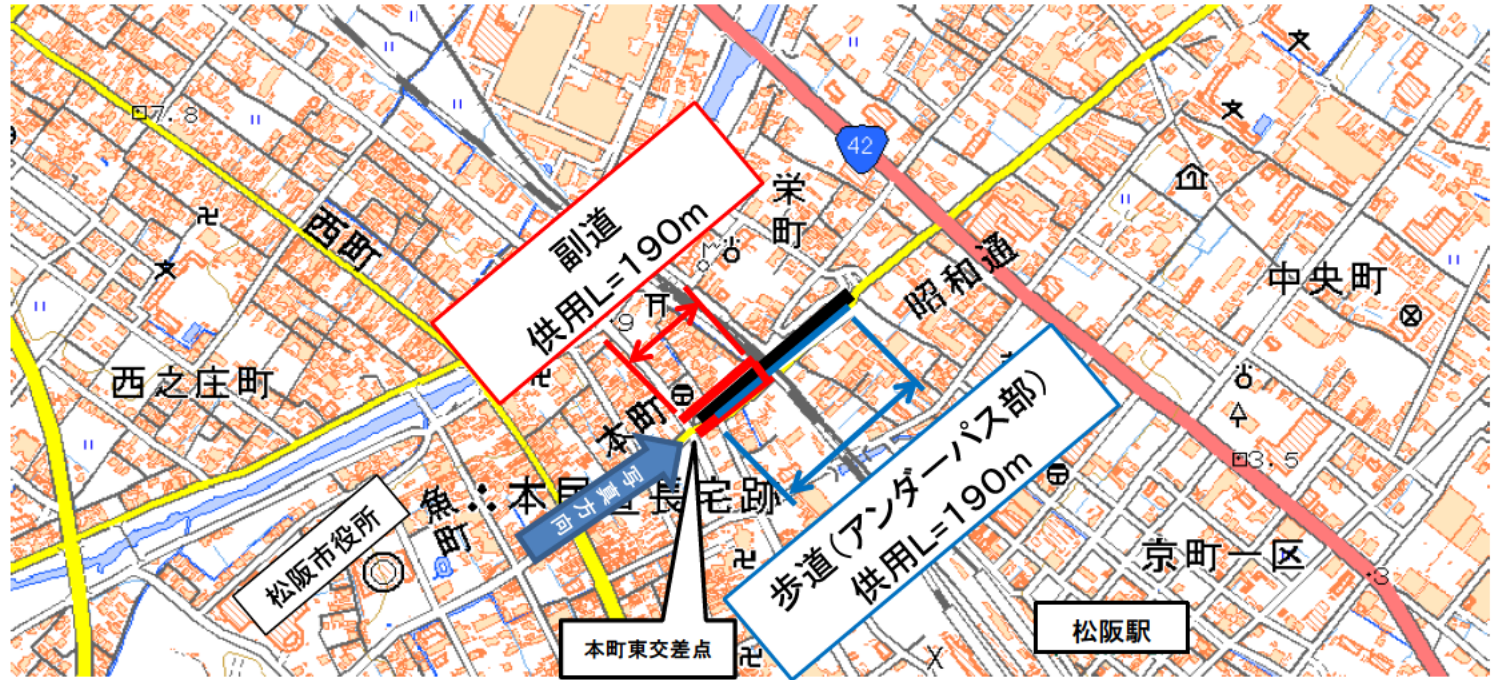 7.8
42
栄町
副道
供用L=190m
西町
昭和通
中央町
9
西之庄町
本町
歩道(アンダーパス部)
供用L=190m
3.5
写真方向
魚町
本居宣長宅跡
松阪市役所
京町一区
3
松阪駅
本町東交差点